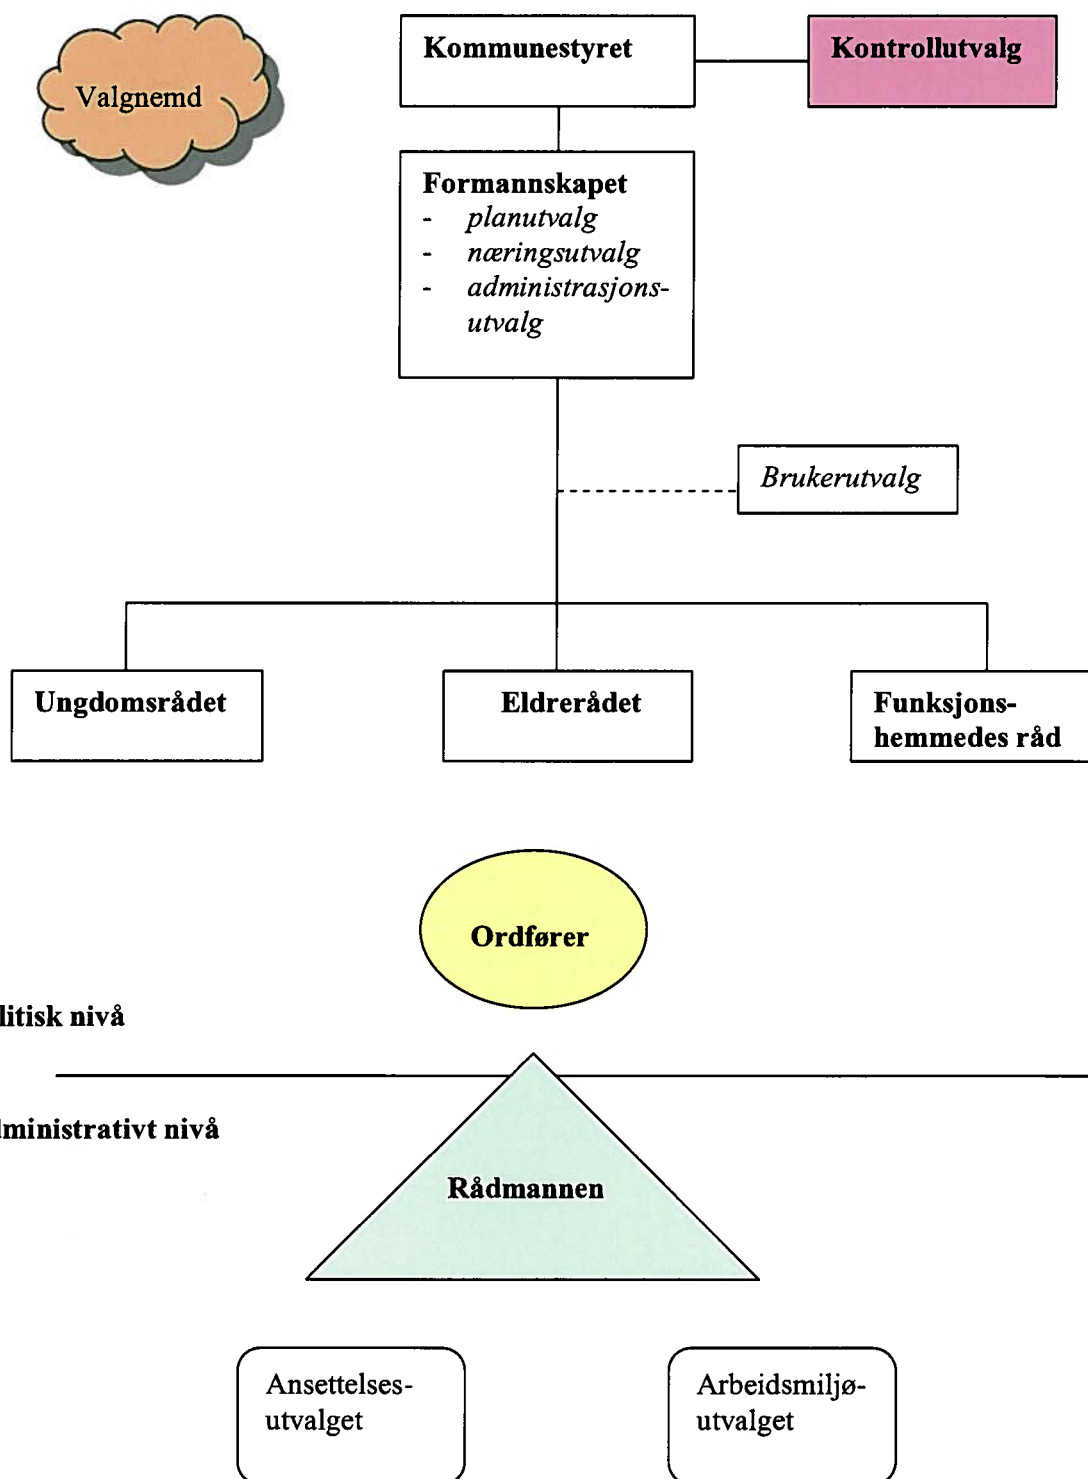 Valgnemd
Kommunestyret
Kontrollutvalg
Formannskapet
- planutvalg
- næringsutvalg
- administrasjons-
utvalg
Brukerutvalg
Ungdomsrådet
Eldrerådet
Funksjons-
hemmedes råd
Ordfører
litisk nivå
lministrativt nivå
Rådmannen
Ansettelses-
utvalget
Arbeidsmiljø-
utvalget